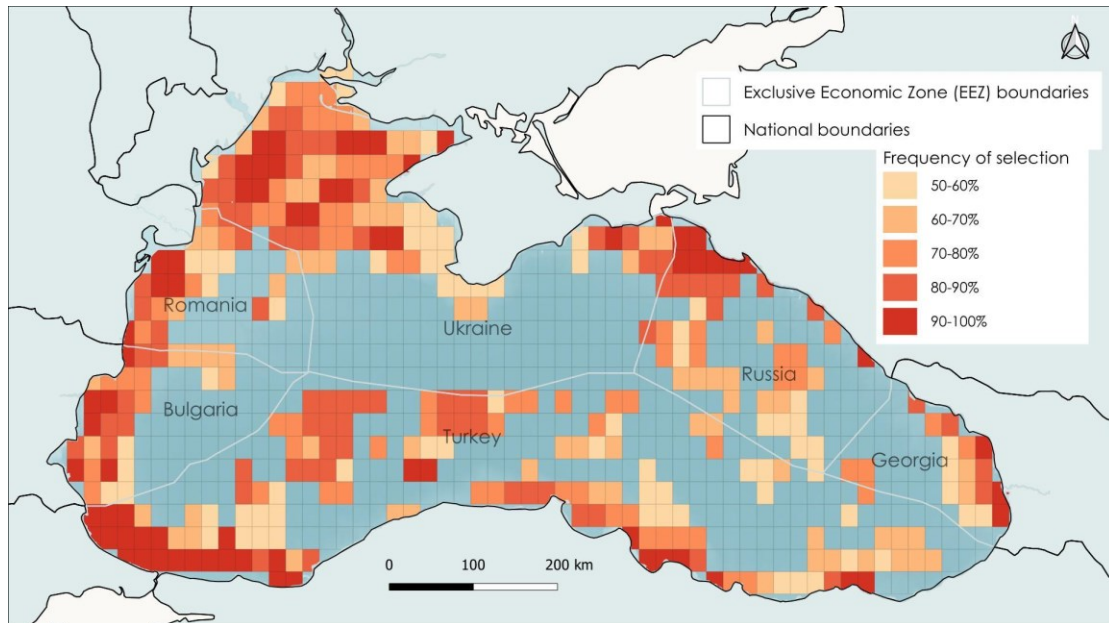 N
Exclusive Economic Zone (EEZ) boundaries
National boundaries
Frequency of selection
50-60%
60-70%
70-80%
80-90%
90-100%
Romania
Ukraine
Russia
Bulgaria
Turkey
Georgia
0 100 200 km